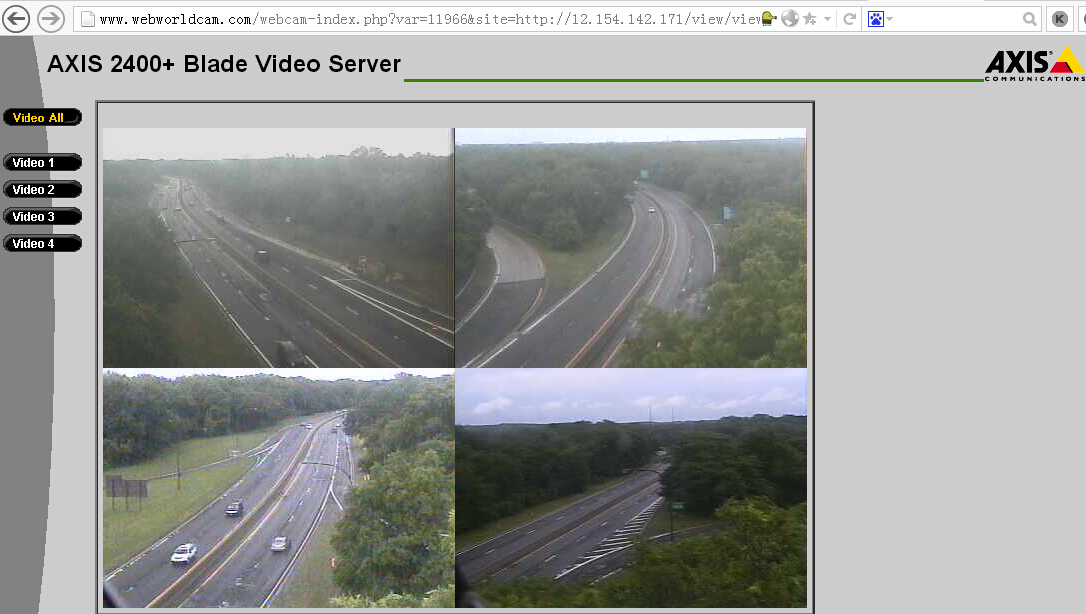 www.webworldcam.com/webcam-index.php?var=11966&site=http://12.154.142.171/view/view
K
AXIS 2400+ Blade Video Server
AXIS
COMMUNICATIONS
Video All
Video 1
Video 2
Video 3
Video 4